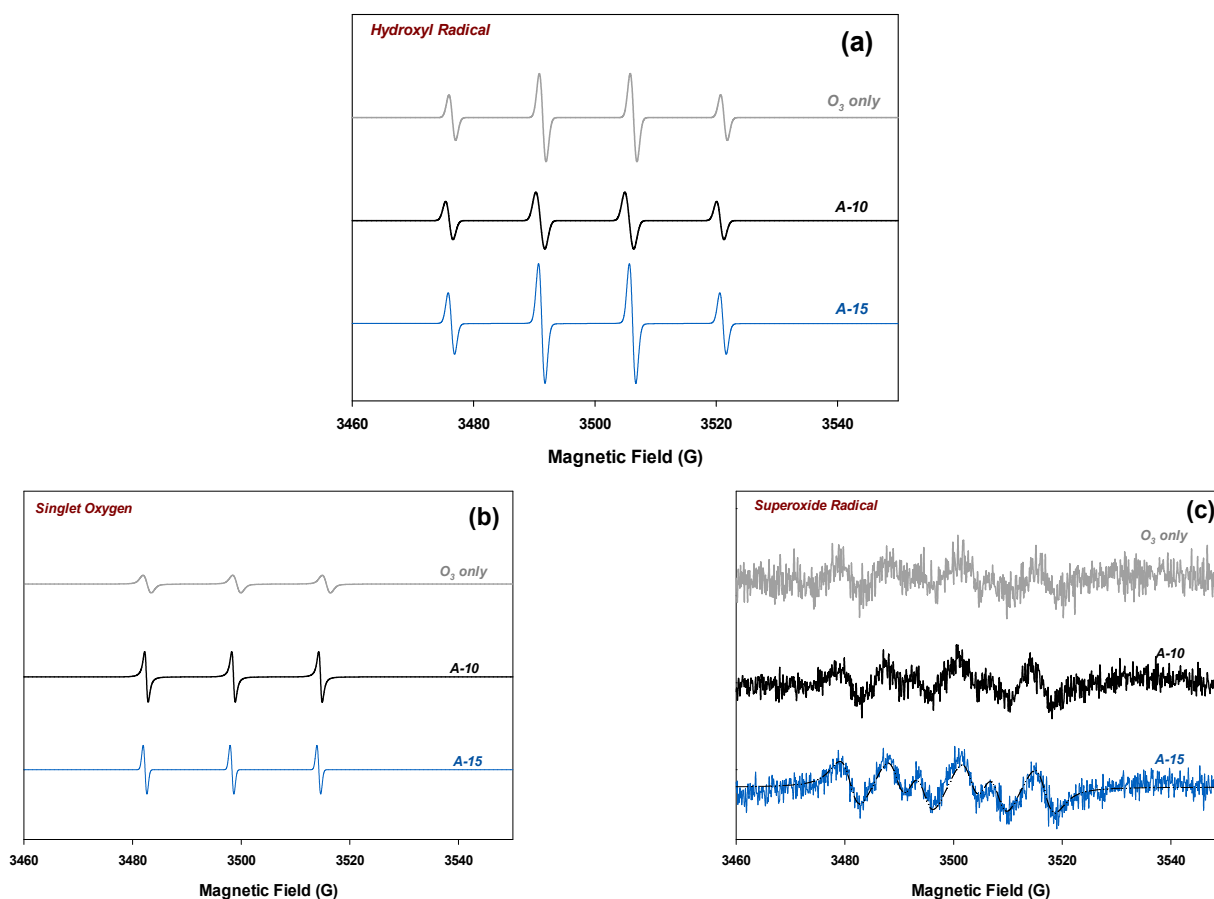 Hydroxyl Radical
(a)
O3 only
A-10
A-15
3460 3480 3500 3520 3540
Magnetic Field (G)
Singlet Oxygen
(b)
O3 only
A-10
A-15
3460 3480 3500 3520 3540
Magnetic Field (G)
Superoxide Radical
(c)
O3 only
A-10
A-15
3460 3480 3500 3520 3540
Magnetic Field (G)